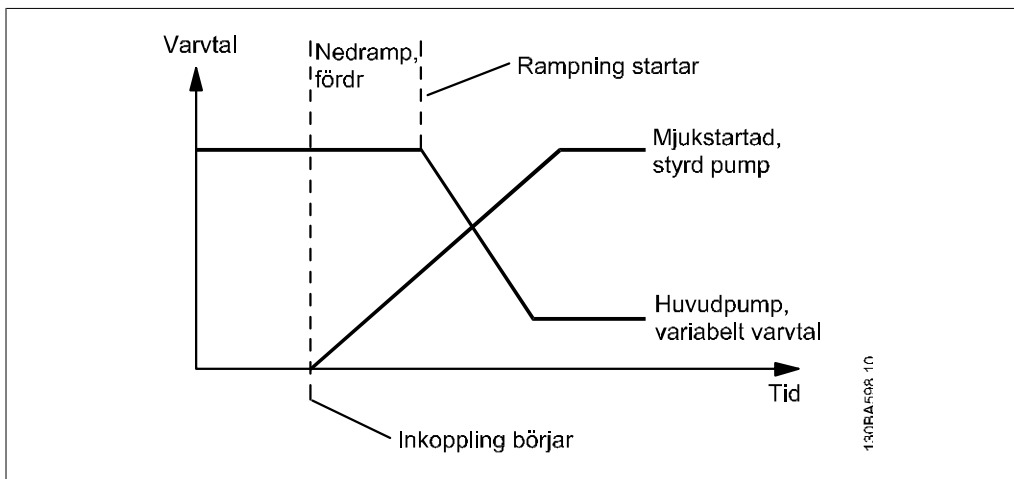 Varvtal
Nedramp,
fördr
Rampning startar
Mjukstartad,
styrd pump
Huvudpump,
variabelt varvtal
Tid
Inkoppling börjar
130BA598.10